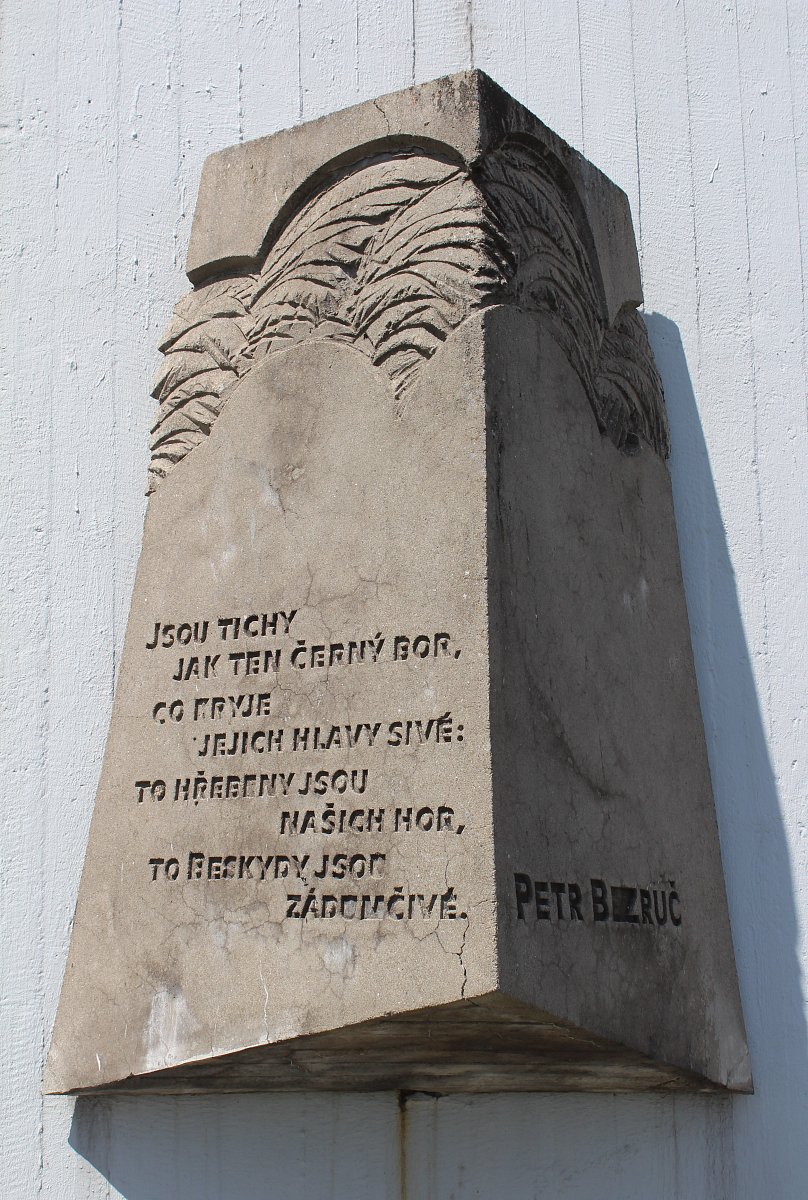 JSOU TICHY
JAK TEN ČERNÝ BOR,
CO KRYJE
JEJICH HLAVY SIVÉ:
TO HŘEBENY JSOU
NAŠICH HOR,
TO BESKYDY JSOU
ZÁDUMČIVÉ.
PETR BEZRUČ